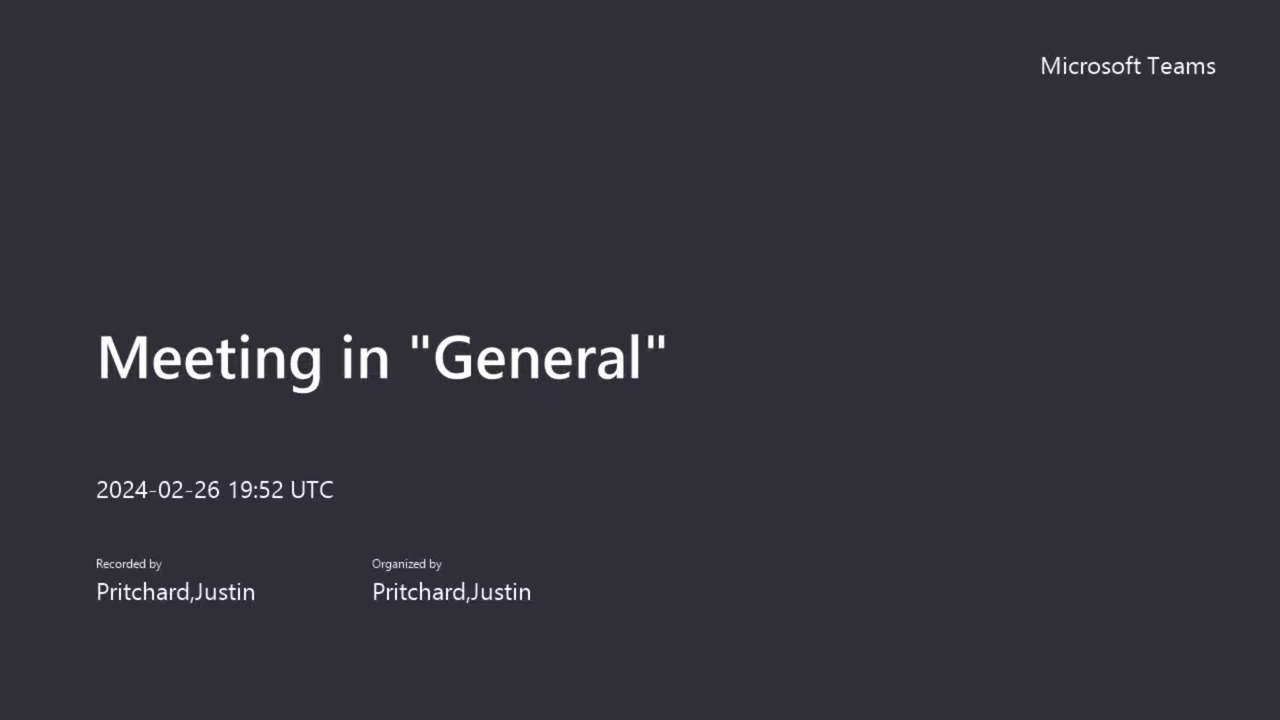 Microsoft Teams
Meeting in "General"
2024-02-26 19:52 UTC
Recorded by
Pritchard,Justin
Organized by
Pritchard,Justin